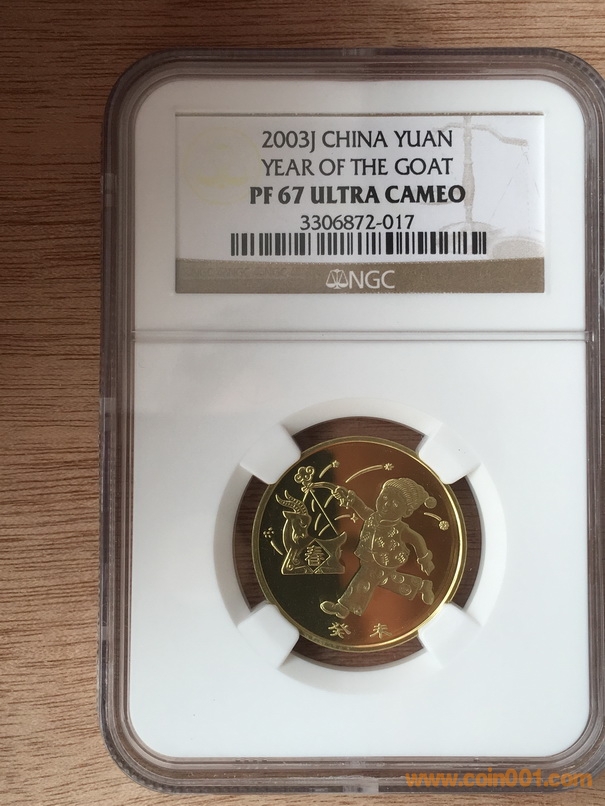 2003J CHINA YUAN
YEAR OF THE GOAT
PF 67 ULTRA CAMEO
3306872-017
NGC
春
癸 未
www.coin001.com